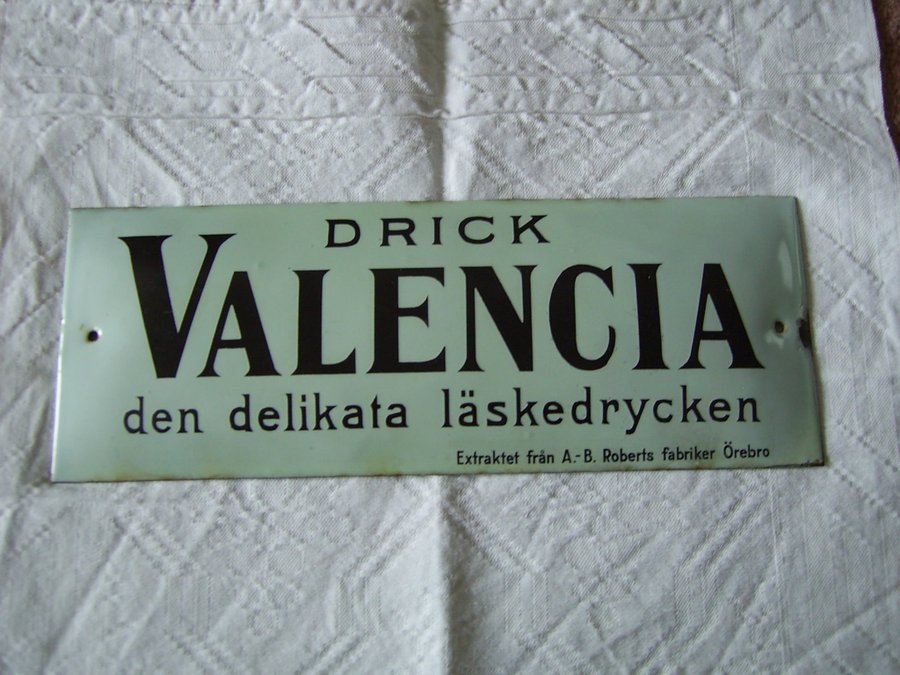 DRICK
VALENCIA
den delikata läskedrycken
Extraktet från A.-B. Roberts fabriker Örebro